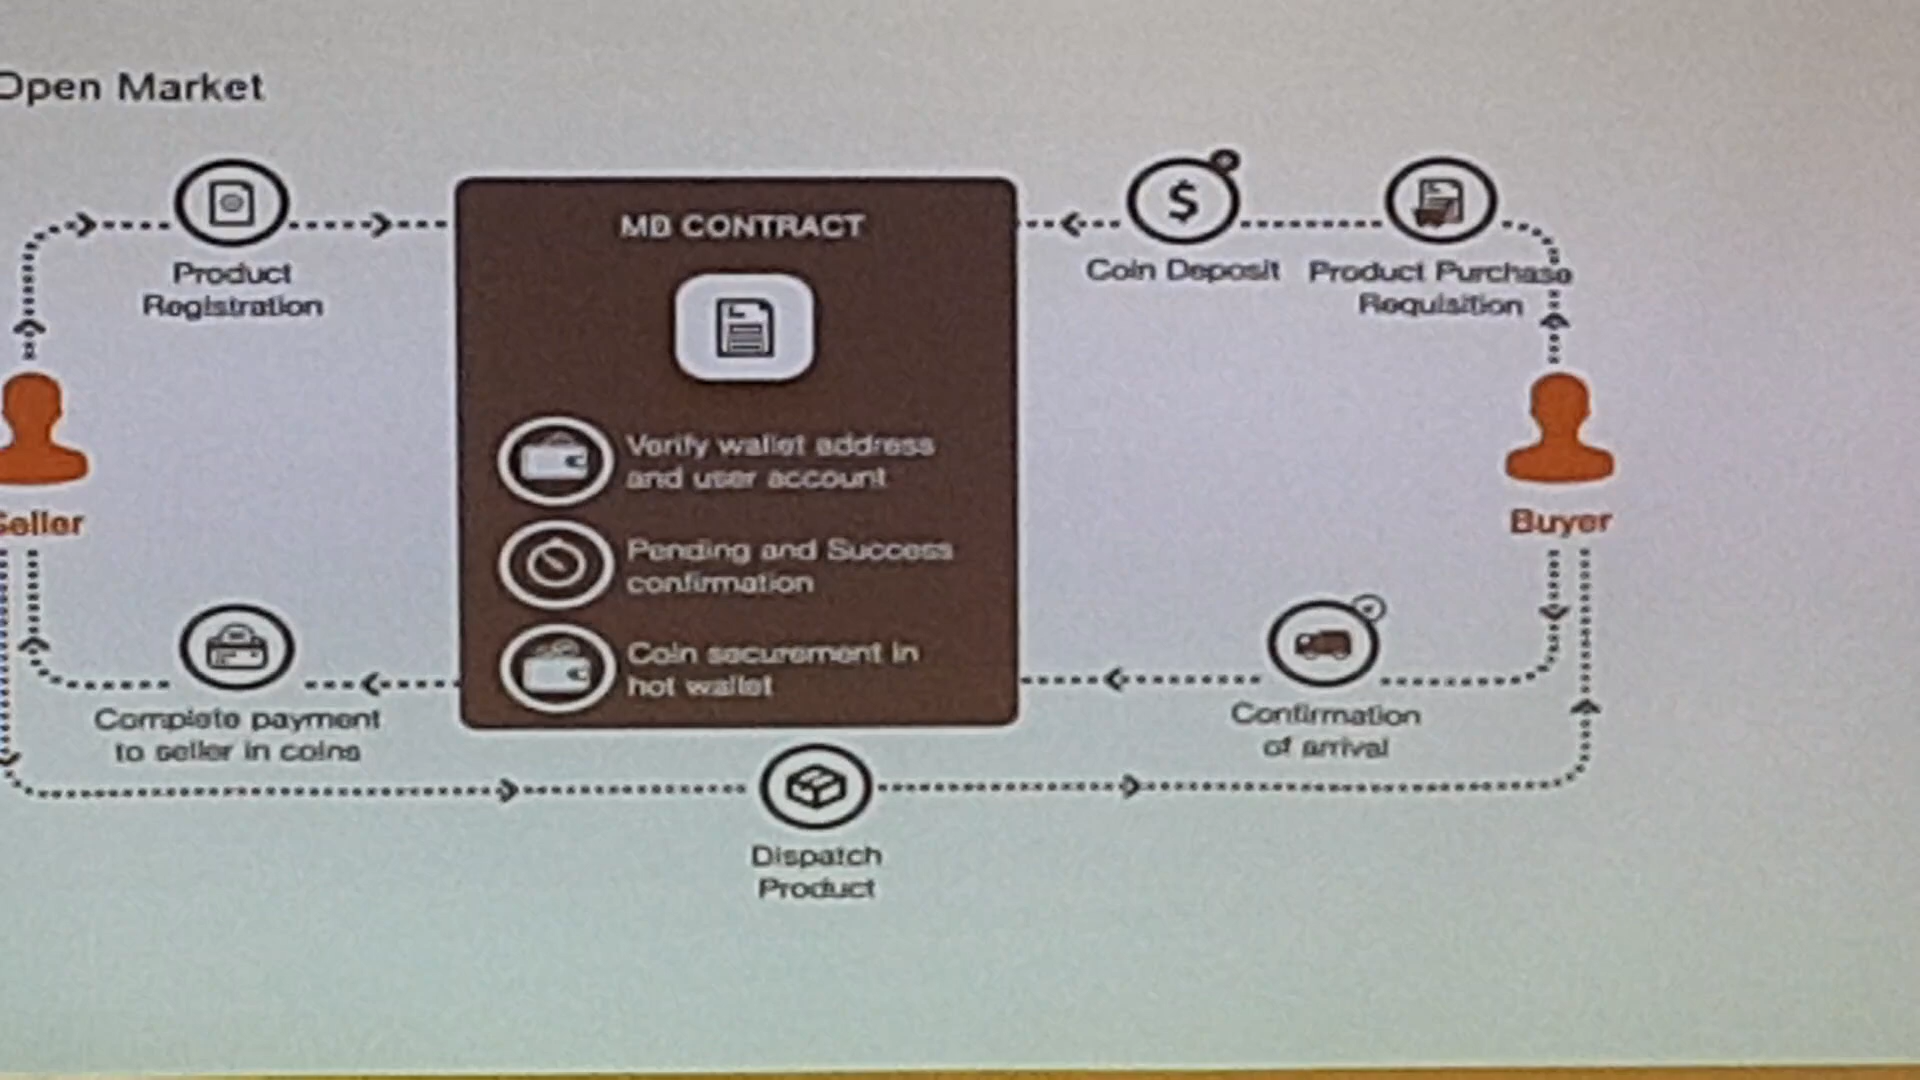 Open Market
MB CONTRACT
Product
Registration
Coin Deposit
Product Purchase
Requisition
Verify wallet address
and user account
Seller
Buyer
Pending and Success
confirmation
Coin securement in
hot wallet
Complete payment
to seller in coins
Confirmation
of arrival
Dispatch
Product